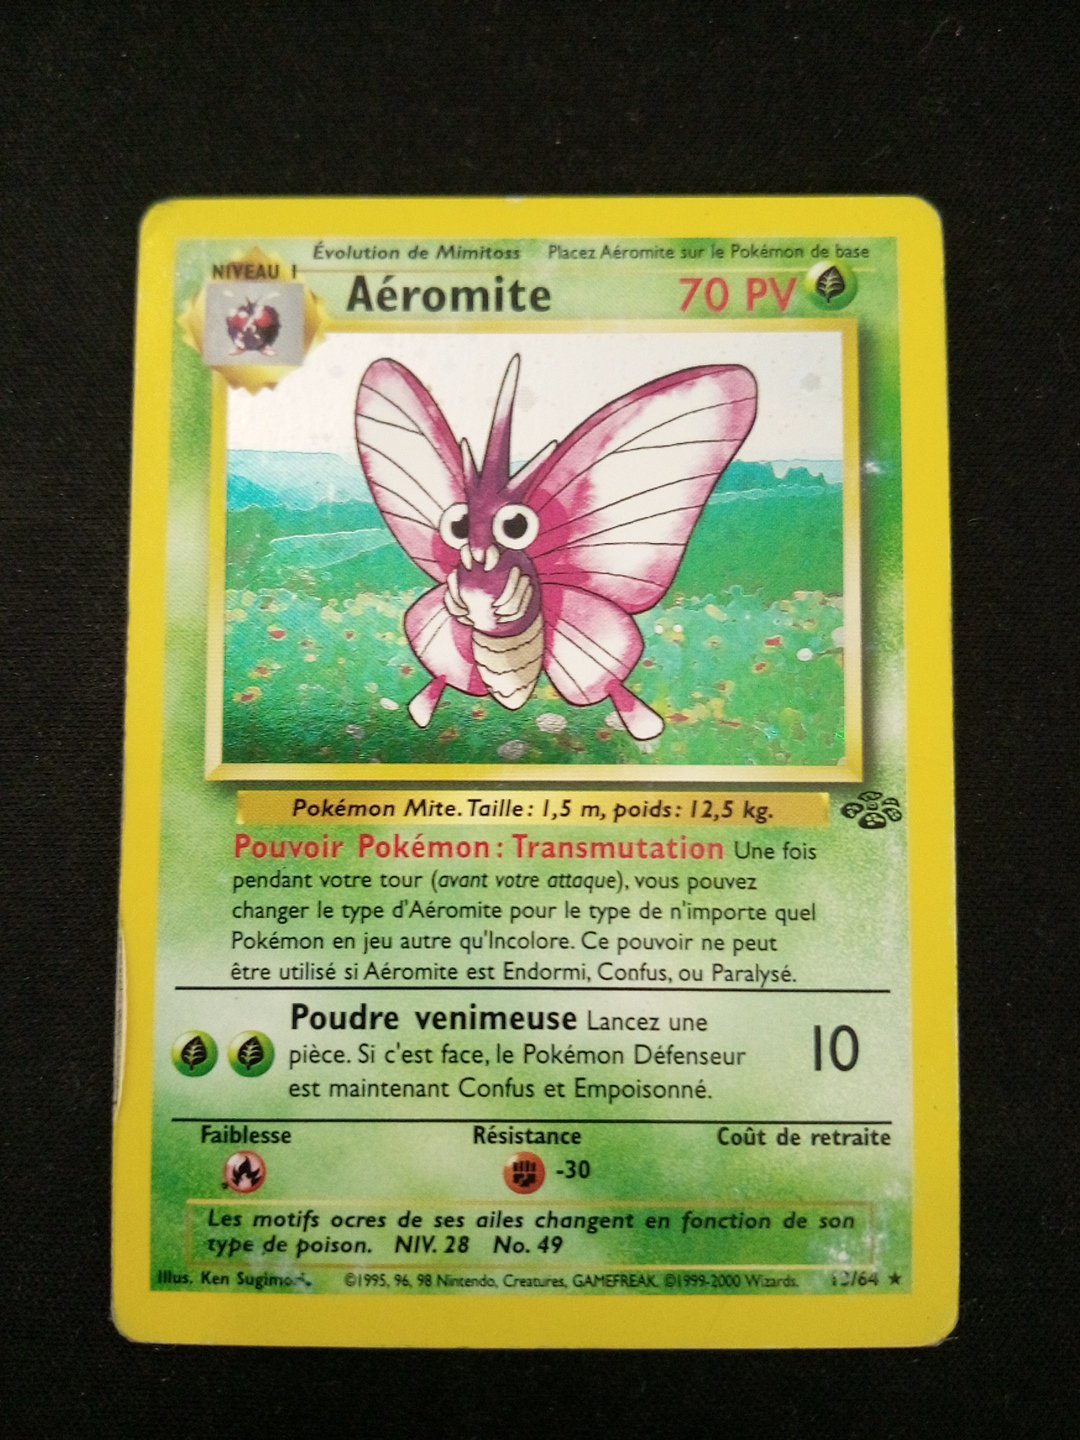 Évolution de Mimitoss Placez Aéromite sur le Pokémon de base
NIVEAU 1
Aéromite 70 PV
Pokémon Mite. Taille : 1,5 m, poids : 12,5 kg.
Pouvoir Pokémon : Transmutation Une fois
pendant votre tour (avant votre attaque), vous pouvez
changer le type d'Aéromite pour le type de n'importe quel
Pokémon en jeu autre qu'Incolore. Ce pouvoir ne peut
être utilisé si Aéromite est Endormi, Confus, ou Paralysé.
Poudre venimeuse Lancez une
pièce. Si c'est face, le Pokémon Défenseur
est maintenant Confus et Empoisonné.
10
Faiblesse Résistance Coût de retraite
-30
Les motifs ocres de ses ailes changent en fonction de son
type de poison. NIV. 28 No. 49
Illus. Ken ©1995, 96, 98 Nintendo, Creatures, GAMEFREAK. ©1999-2000 Wizards. /64 ★